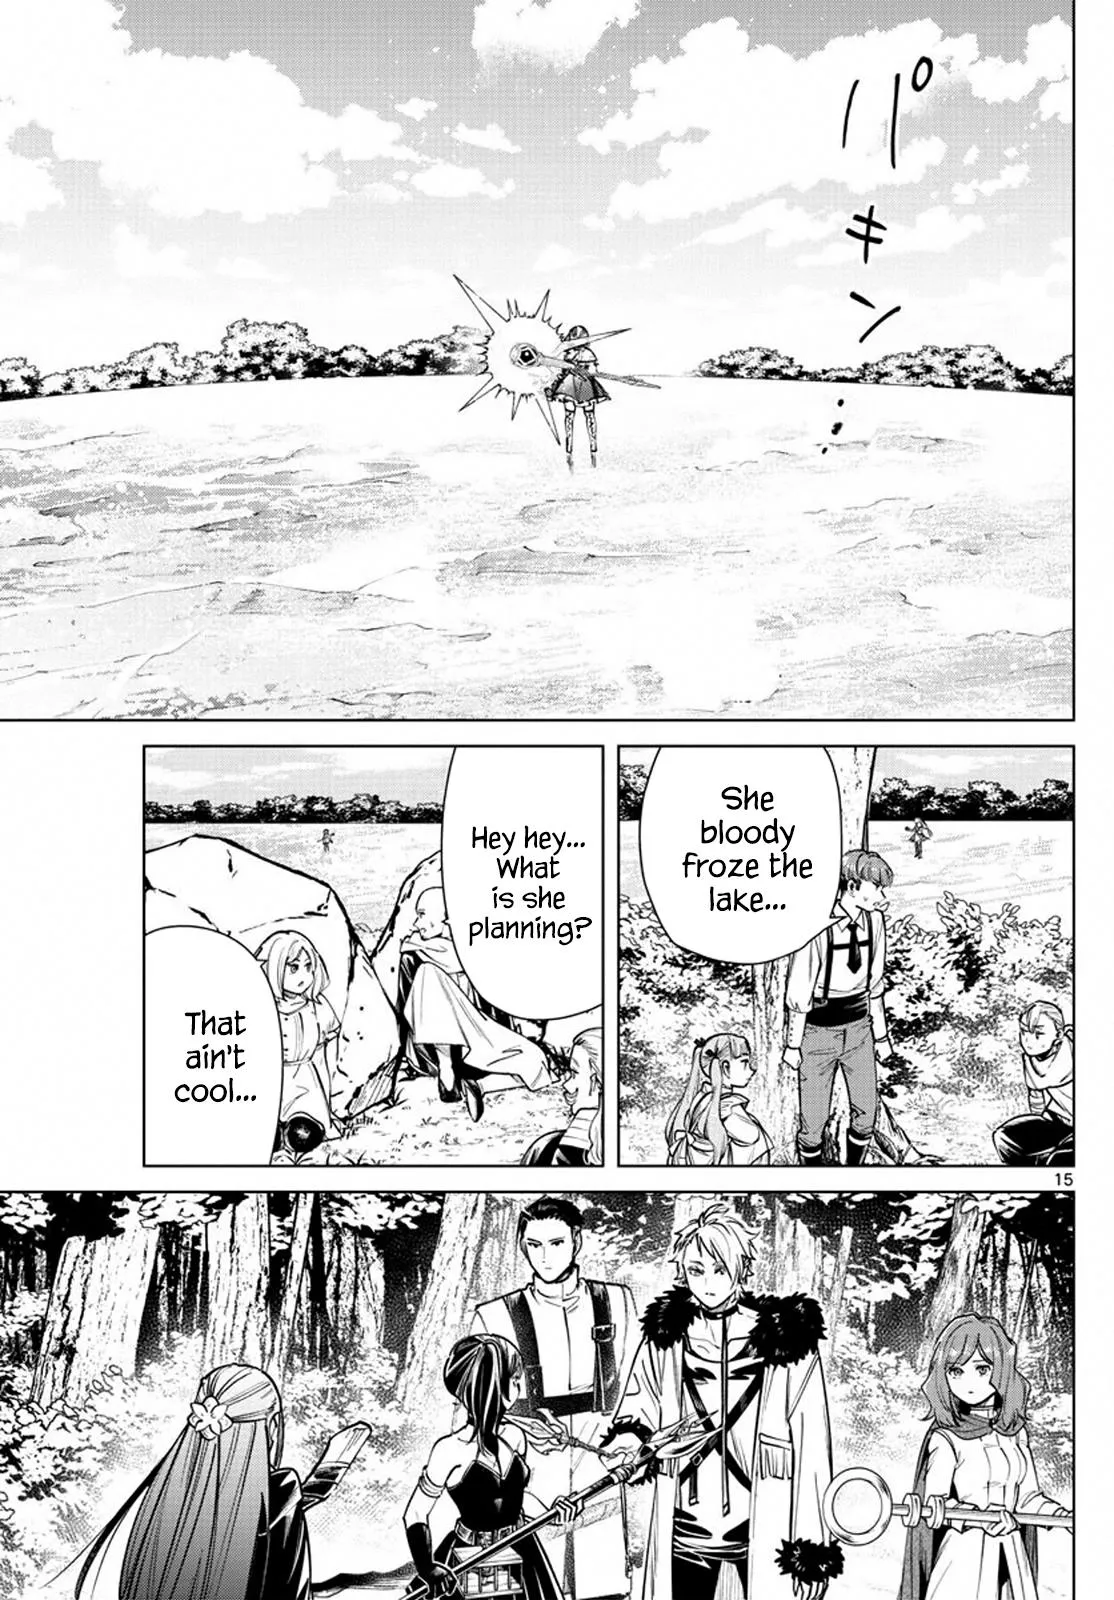 パキン…
She
bloody
froze the
lake...
Hey hey...
What
is she
planning?
That
ain't
cool...
15